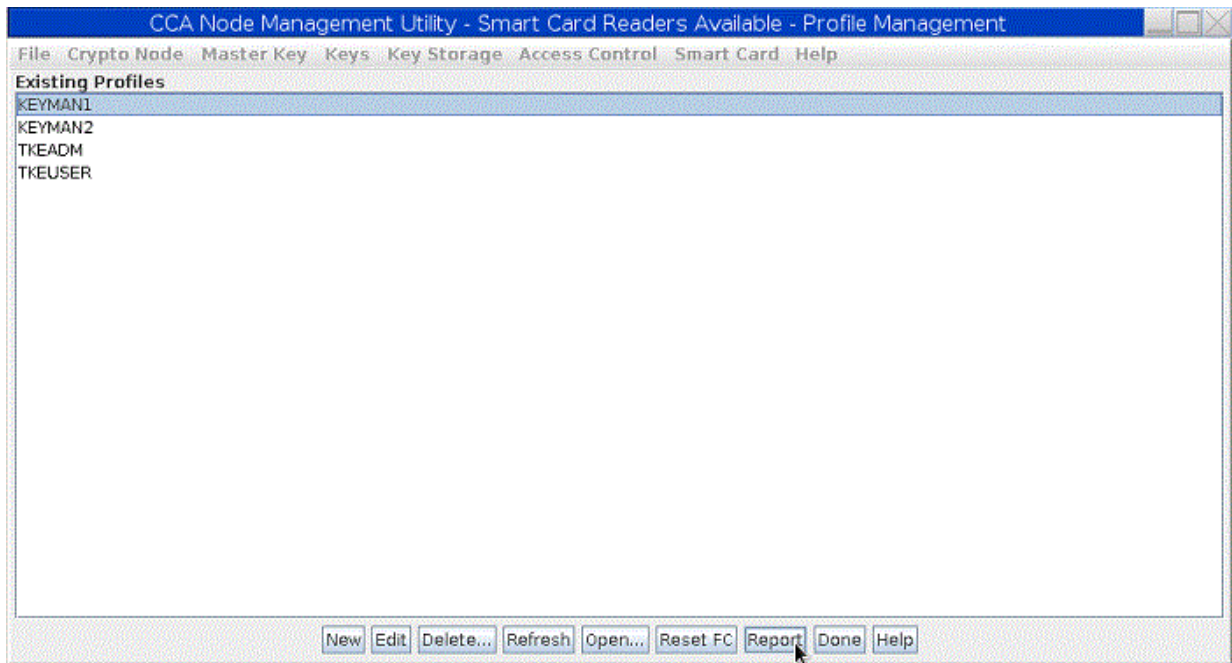 CCA Node Management Utility - Smart Card Readers Available - Profile Management
File Crypto Node Master Key Keys Key Storage Access Control Smart Card Help
Existing Profiles
KEYMAN1
KEYMAN2
TKEADM
TKEUSER
New Edit Delete... Refresh Open... Reset FC Report Done Help